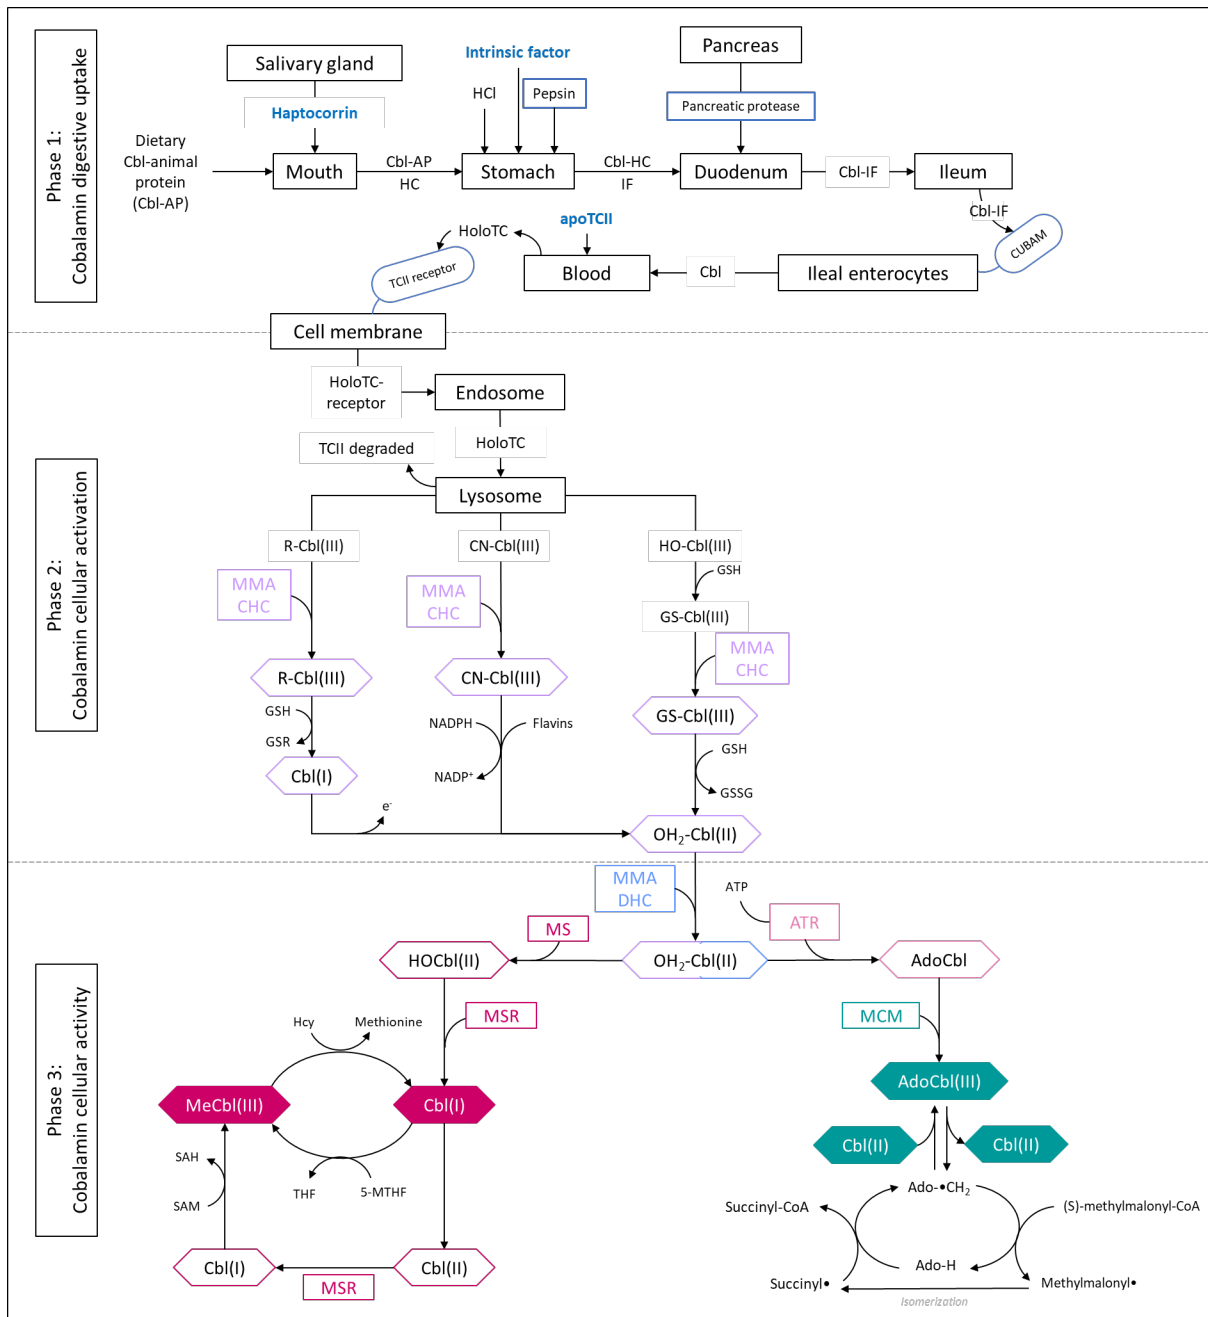 Phase 1:
Cobalamin digestive uptake
Salivary gland
Intrinsic factor
Pancreas
HCl
Pepsin
Pancreatic protease
Haptocorrin
Dietary
Cbl-animal
protein
(Cbl-AP)
Mouth
Cbl-AP
HC
Stomach
Cbl-HC
IF
Duodenum
Cbl-IF
Ileum
Cbl-IF
CUBAM
apoTCII
HoloTC
TCII receptor
Blood
Cbl
Ileal enterocytes
Cell membrane
Phase 2:
Cobalamin cellular activation
HoloTC-
receptor
Endosome
HoloTC
TCII degraded
Lysosome
R-Cbl(III)
CN-Cbl(III)
HO-Cbl(III)
GSH
MMA
CHC
MMA
CHC
GS-Cbl(III)
MMA
CHC
R-Cbl(III)
CN-Cbl(III)
GS-Cbl(III)
GSH
GSR
NADPH
Flavins
NADP⁺
GSH
GSSG
Cbl(I)
e⁻
OH₂-Cbl(II)
Phase 3:
Cobalamin cellular activity
MMA
DHC
ATP
MS
ATR
HOCbl(II)
OH₂-Cbl(II)
AdoCbl
MSR
MCM
Hcy
Methionine
MeCbl(III)
Cbl(I)
AdoCbl(III)
Cbl(II)
Cbl(II)
SAH
SAM
THF
5-MTHF
Ado-•CH₂
Succinyl-CoA
(S)-methylmalonyl-CoA
Cbl(I)
MSR
Cbl(II)
Ado-H
Succinyl•
Methylmalonyl•
Isomerization